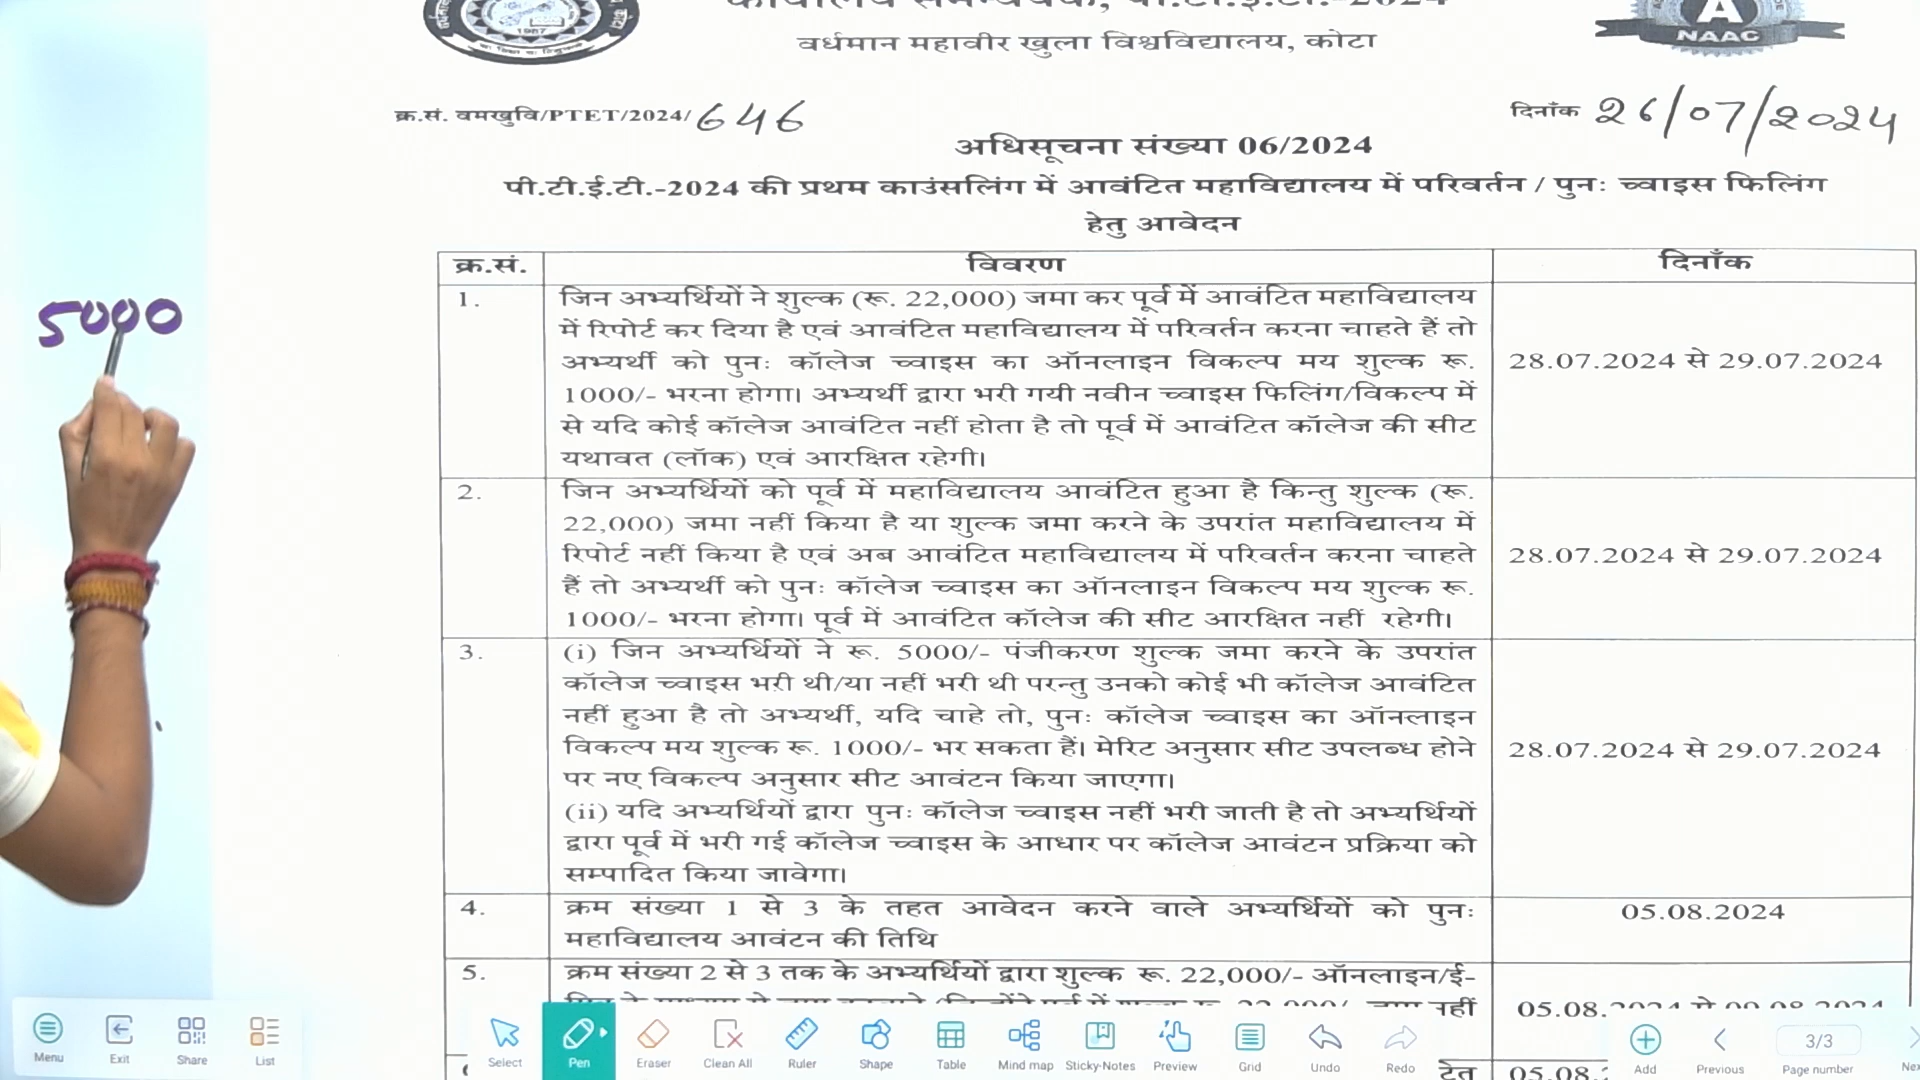 वर्धमान महावीर खुला विश्वविद्यालय, कोटा
1987
A
NAAC
क्र.सं. वमखुवि/PTET/2024/646
दिनाँक 26/07/2024
अधिसूचना संख्या 06/2024
पी.टी.ई.टी.-2024 की प्रथम काउंसलिंग में आवंटित महाविद्यालय में परिवर्तन / पुनः च्वाइस फिलिंग
हेतु आवेदन
क्र.सं. विवरण दिनाँक
5000
1. जिन अभ्यर्थियों ने शुल्क (रू. 22,000) जमा कर पूर्व में आवंटित महाविद्यालय
में रिपोर्ट कर दिया है एवं आवंटित महाविद्यालय में परिवर्तन करना चाहते हैं तो
अभ्यर्थी को पुनः कॉलेज च्वाइस का ऑनलाइन विकल्प मय शुल्क रू.
1000/- भरना होगा। अभ्यर्थी द्वारा भरी गयी नवीन च्वाइस फिलिंग/विकल्प में
से यदि कोई कॉलेज आवंटित नहीं होता है तो पूर्व में आवंटित कॉलेज की सीट
यथावत (लॉक) एवं आरक्षित रहेगी।
28.07.2024 से 29.07.2024
2. जिन अभ्यर्थियों को पूर्व में महाविद्यालय आवंटित हुआ है किन्तु शुल्क (रू.
22,000) जमा नहीं किया है या शुल्क जमा करने के उपरांत महाविद्यालय में
रिपोर्ट नहीं किया है एवं अब आवंटित महाविद्यालय में परिवर्तन करना चाहते
हैं तो अभ्यर्थी को पुनः कॉलेज च्वाइस का ऑनलाइन विकल्प मय शुल्क रू.
1000/- भरना होगा। पूर्व में आवंटित कॉलेज की सीट आरक्षित नहीं रहेगी।
28.07.2024 से 29.07.2024
3. (i) जिन अभ्यर्थियों ने रू. 5000/- पंजीकरण शुल्क जमा करने के उपरांत
कॉलेज च्वाइस भरी थी/या नहीं भरी थी परन्तु उनको कोई भी कॉलेज आवंटित
नहीं हुआ है तो अभ्यर्थी, यदि चाहे तो, पुनः कॉलेज च्वाइस का ऑनलाइन
विकल्प मय शुल्क रू. 1000/- भर सकता हैं। मेरिट अनुसार सीट उपलब्ध होने
पर नए विकल्प अनुसार सीट आवंटन किया जाएगा।
(ii) यदि अभ्यर्थियों द्वारा पुनः कॉलेज च्वाइस नहीं भरी जाती है तो अभ्यर्थियों
द्वारा पूर्व में भरी गई कॉलेज च्वाइस के आधार पर कॉलेज आवंटन प्रक्रिया को
सम्पादित किया जावेगा।
28.07.2024 से 29.07.2024
4. क्रम संख्या 1 से 3 के तहत आवेदन करने वाले अभ्यर्थियों को पुनः
महाविद्यालय आवंटन की तिथि
05.08.2024
5. क्रम संख्या 2 से 3 तक के अभ्यर्थियों द्वारा शुल्क रू. 22,000/- ऑनलाइन/ई-
नहीं
05.08.
05.08.2
Menu Exit Share List Select Pen Eraser Clean All Ruler Shape Table Mind map Sticky-Notes Preview Grid Undo Redo Add Previous 3/3 Page number